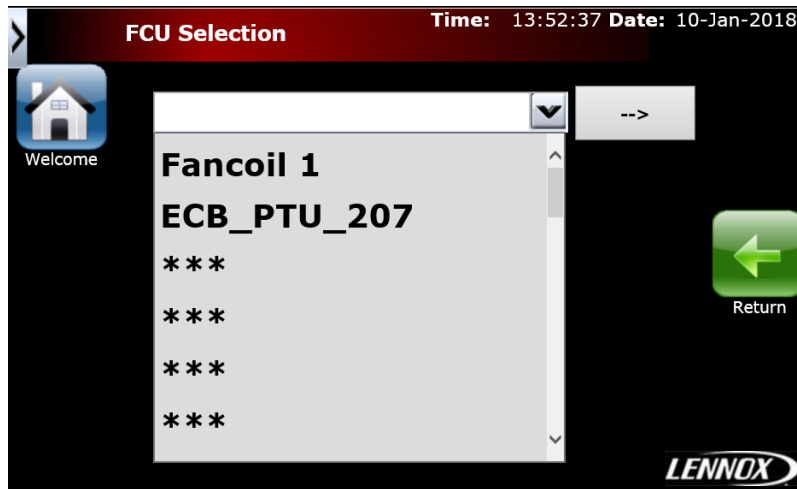 FCU Selection
Time: 13:52:37 Date: 10-Jan-2018
-->
Welcome
Fancoil 1
ECB_PTU_207
***
***
***
***
Return
LENNOX